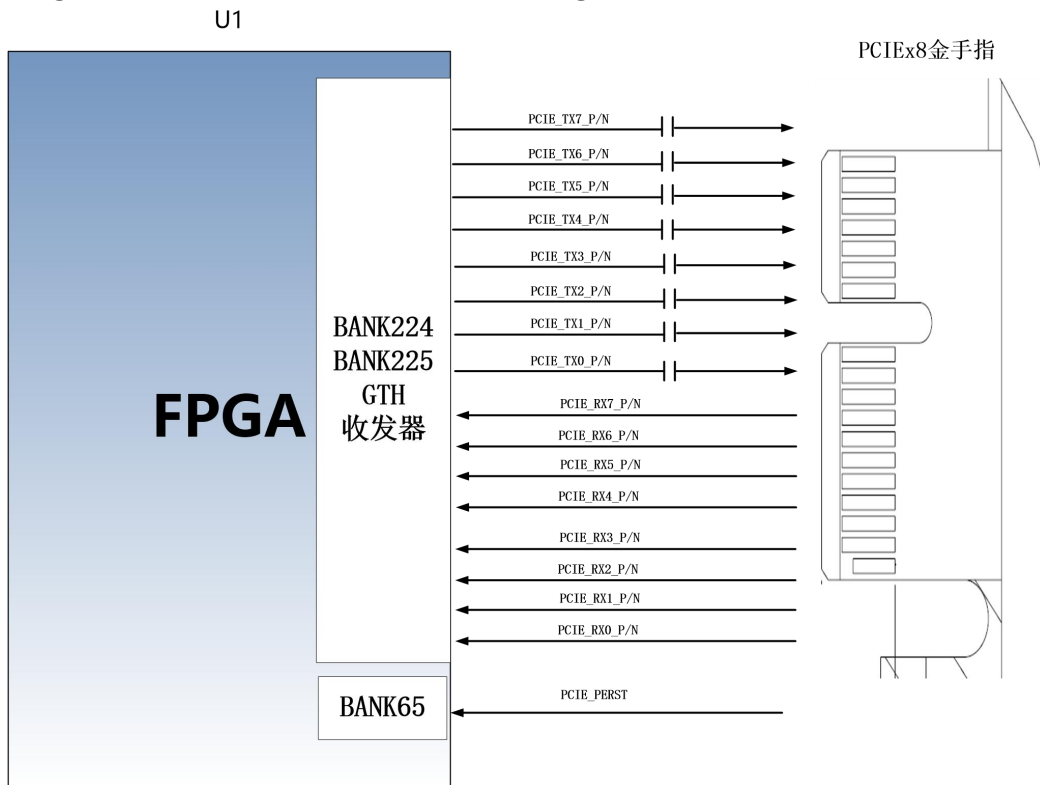 U1
PCIEx8金手指
PCIE_TX7_P/N
PCIE_TX6_P/N
PCIE_TX5_P/N
PCIE_TX4_P/N
PCIE_TX3_P/N
PCIE_TX2_P/N
PCIE_TX1_P/N
PCIE_TX0_P/N
FPGA
BANK224
BANK225
GTH
收发器
PCIE_RX7_P/N
PCIE_RX6_P/N
PCIE_RX5_P/N
PCIE_RX4_P/N
PCIE_RX3_P/N
PCIE_RX2_P/N
PCIE_RX1_P/N
PCIE_RX0_P/N
BANK65
PCIE_PERST